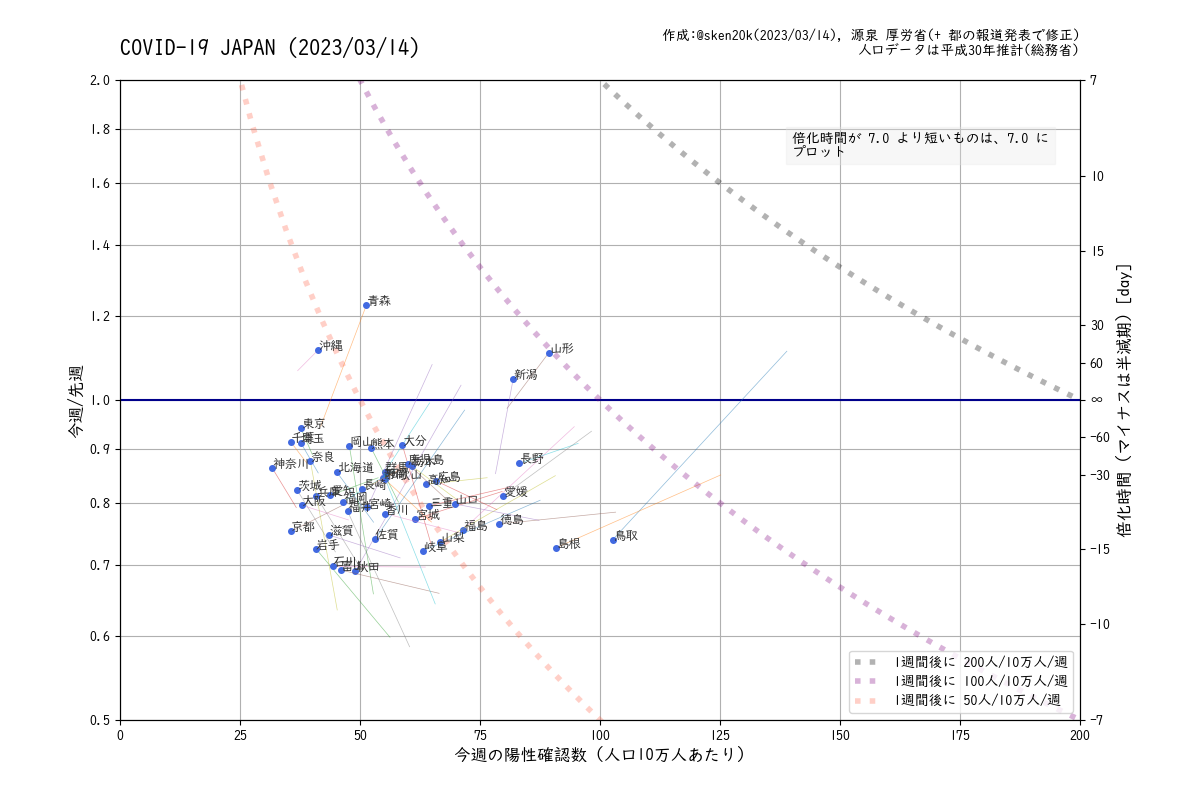 COVID-19 JAPAN (2023/03/14)
作成:@sken20k(2023/03/14), 源泉 厚労省(+ 都の報道発表で修正)
人口データは平成30年推計(総務省)
倍化時間が 7.0 より短いものは、7.0 に
プロット
今週/先週
2.0
1.8
1.6
1.4
1.2
1.0
0.9
0.8
0.7
0.6
0.5
倍化時間 (マイナスは半減期) [day]
7
10
15
30
60
∞
-60
-30
-15
-10
-7
青森
沖縄
山形
新潟
東京
千葉
埼玉
岡山
熊本
大分
奈良
神奈川
北海道
群馬
長野
長崎
広島
茨城
兵庫
愛知
福岡
大阪
宮崎
香川
三重
山口
愛媛
宮城
徳島
福島
京都
滋賀
佐賀
岩手
岐阜
山梨
島根
鳥取
石川
富山
秋田
1週間後に 200人/10万人/週
1週間後に 100人/10万人/週
1週間後に 50人/10万人/週
0 25 50 75 100 125 150 175 200
今週の陽性確認数 (人口10万人あたり)